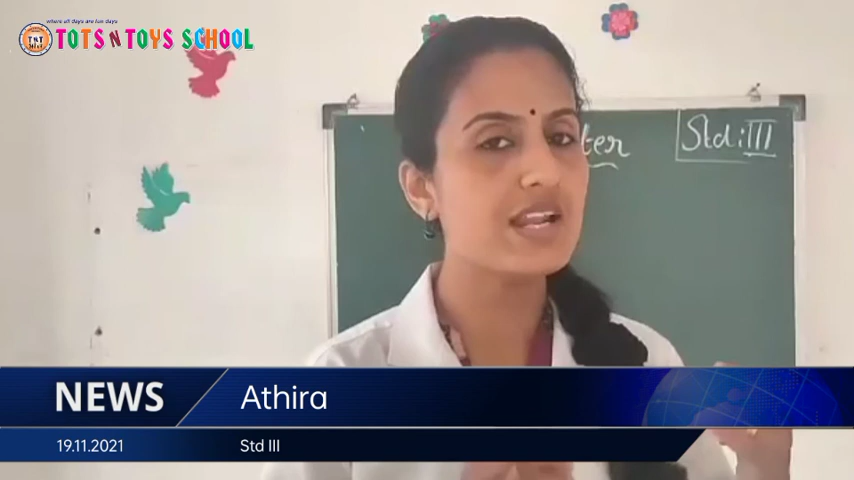 where all days are fun days
TNT
TOTS N TOYS SCHOOL
ter
Std:III
NEWS
Athira
19.11.2021
Std III